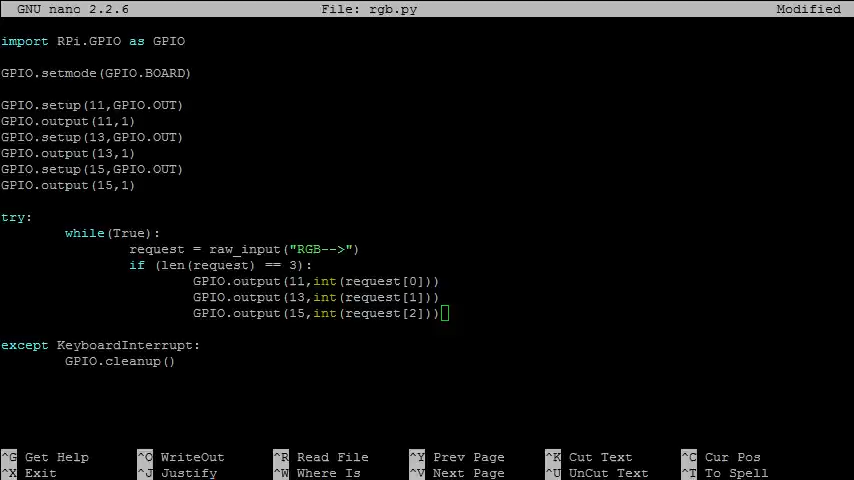 GNU nano 2.2.6 File: rgb.py Modified
import RPi.GPIO as GPIO
GPIO.setmode(GPIO.BOARD)
GPIO.setup(11,GPIO.OUT)
GPIO.output(11,1)
GPIO.setup(13,GPIO.OUT)
GPIO.output(13,1)
GPIO.setup(15,GPIO.OUT)
GPIO.output(15,1)
try:
        while(True):
                request = raw_input("RGB-->")
                if (len(request) == 3):
                        GPIO.output(11,int(request[0]))
                        GPIO.output(13,int(request[1]))
                        GPIO.output(15,int(request[2]))
except KeyboardInterrupt:
        GPIO.cleanup()
^G Get Help ^O WriteOut ^R Read File ^Y Prev Page ^K Cut Text ^C Cur Pos
^X Exit ^J Justify ^W Where Is ^V Next Page ^U UnCut Text ^T To Spell